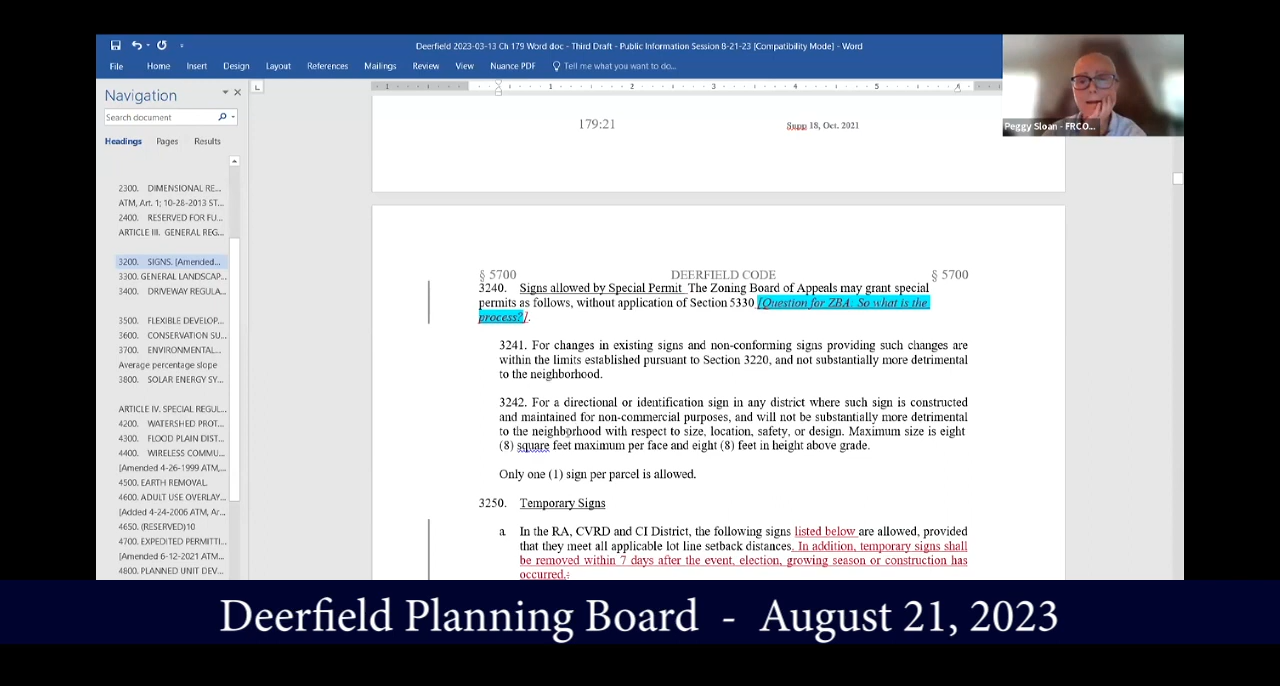 Deerfield 2023-03-13 Ch 179 Word doc - Third Draft - Public Information Session 8-21-23 [Compatibility Mode] - Word
File Home Insert Design Layout References Mailings Review View Nuance PDF Tell me what you want to do...
Navigation
Search document
Headings Pages Results
2300. DIMENSIONAL RE...
ATM, Art. 1; 10-28-2013 ST...
2400. RESERVED FOR FU...
ARTICLE III. GENERAL REG...
3200. SIGNS. [Amended...
3300. GENERAL LANDSCAP...
3400. DRIVEWAY REGULA...
3500. FLEXIBLE DEVELOP...
3600. CONSERVATION SU...
3700. ENVIRONMENTAL...
Average percentage slope
3800. SOLAR ENERGY SY...
ARTICLE IV. SPECIAL REGUL...
4200. WATERSHED PROT...
4300. FLOOD PLAIN DIST...
4400. WIRELESS COMMU...
[Amended 4-26-1999 ATM,...
4500. EARTH REMOVAL.
4600. ADULT USE OVERLAY...
[Added 4-24-2006 ATM, Ar...
4650. (RESERVED)10
4700. EXPEDITED PERMITTI...
[Amended 6-12-2021 ATM...
4800. PLANNED UNIT DEV...
179:21 Supp 18, Oct. 2021
Peggy Sloan - FRCO...
§ 5700 DEERFIELD CODE § 5700
3240. Signs allowed by Special Permit The Zoning Board of Appeals may grant special
permits as follows, without application of Section 5330 [Question for ZBA: So what is the
process?].
3241. For changes in existing signs and non-conforming signs providing such changes are
within the limits established pursuant to Section 3220, and not substantially more detrimental
to the neighborhood.
3242. For a directional or identification sign in any district where such sign is constructed
and maintained for non-commercial purposes, and will not be substantially more detrimental
to the neighborhood with respect to size, location, safety, or design. Maximum size is eight
(8) square feet maximum per face and eight (8) feet in height above grade.
Only one (1) sign per parcel is allowed.
3250. Temporary Signs
a. In the RA, CVRD and CI District, the following signs listed below are allowed, provided
that they meet all applicable lot line setback distances. In addition, temporary signs shall
be removed within 7 days after the event, election, growing season or construction has
occurred.:
Deerfield Planning Board - August 21, 2023